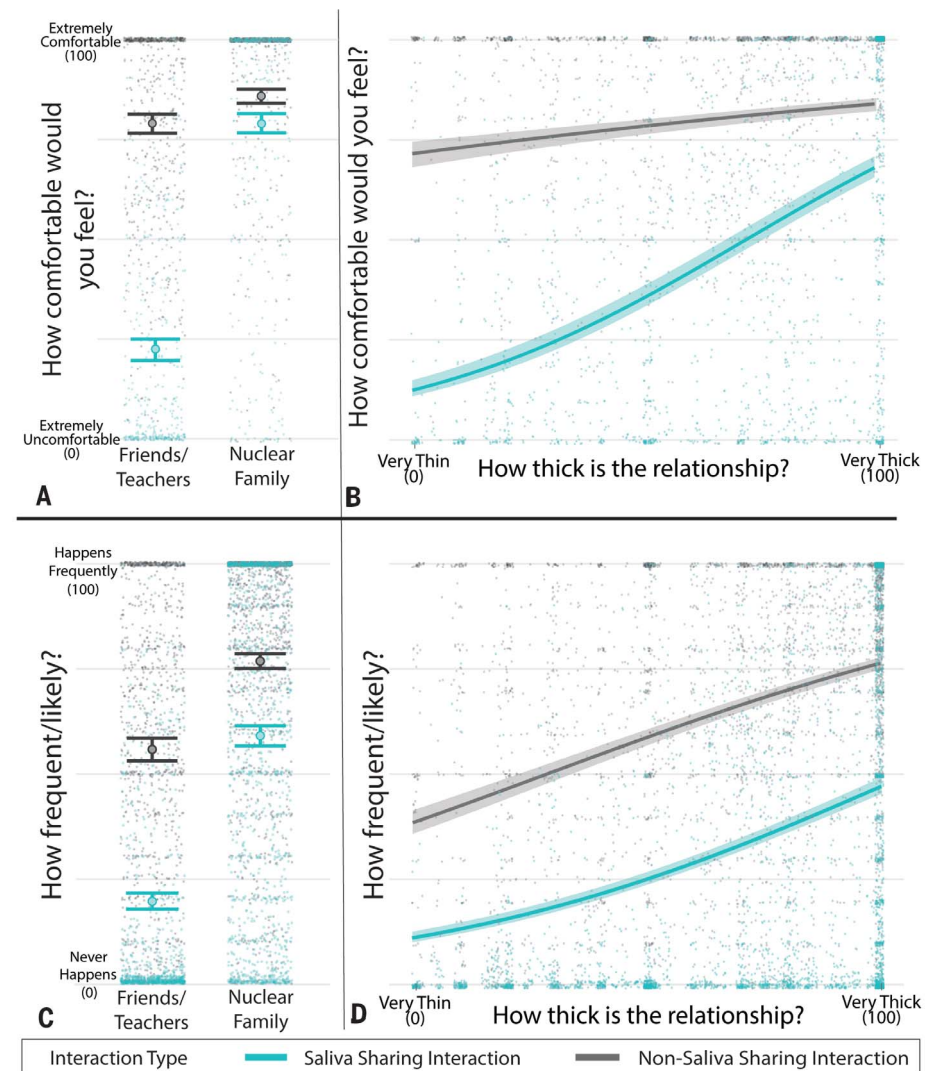 Extremely
Comfortable
(100)
How comfortable would
you feel?
Extremely
Uncomfortable
(0)
Friends/
Teachers
Nuclear
Family
A
How comfortable would you feel?
Very Thin
(0)
How thick is the relationship?
Very Thick
(100)
B
Happens
Frequently
(100)
How frequent/likely?
Never
Happens
(0)
Friends/
Teachers
Nuclear
Family
C
How frequent/likely?
Very Thin
(0)
How thick is the relationship?
Very Thick
(100)
D
Interaction Type
Saliva Sharing Interaction
Non-Saliva Sharing Interaction